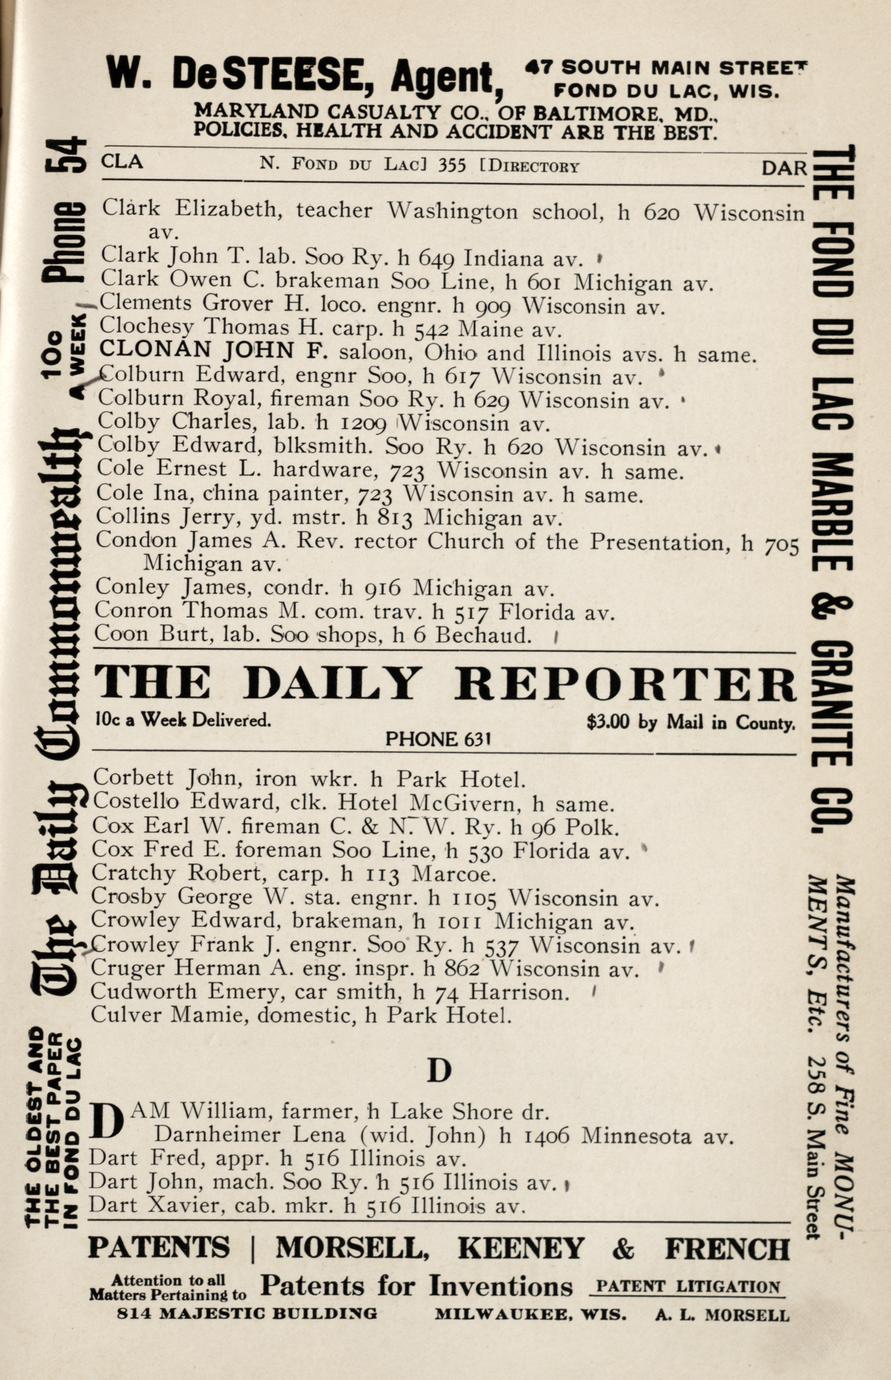 W. DeSTEESE, Agent, 47 SOUTH MAIN STREET
FOND DU LAC, WIS.
MARYLAND CASUALTY CO., OF BALTIMORE, MD.,
POLICIES, HEALTH AND ACCIDENT ARE THE BEST.
CLA N. FOND DU LAC] 355 [DIRECTORY DAR
Clark Elizabeth, teacher Washington school, h 620 Wisconsin
av.
Clark John T. lab. Soo Ry. h 649 Indiana av.
Clark Owen C. brakeman Soo Line, h 601 Michigan av.
Clements Grover H. loco. engnr. h 909 Wisconsin av.
Clochesy Thomas H. carp. h 542 Maine av.
CLONAN JOHN F. saloon, Ohio and Illinois avs. h same.
Colburn Edward, engnr Soo, h 617 Wisconsin av.
Colburn Royal, fireman Soo Ry. h 629 Wisconsin av.
Colby Charles, lab. h 1209 Wisconsin av.
Colby Edward, blksmith. Soo Ry. h 620 Wisconsin av.
Cole Ernest L. hardware, 723 Wisconsin av. h same.
Cole Ina, china painter, 723 Wisconsin av. h same.
Collins Jerry, yd. mstr. h 813 Michigan av.
Condon James A. Rev. rector Church of the Presentation, h 705
Michigan av.
Conley James, condr. h 916 Michigan av.
Conron Thomas M. com. trav. h 517 Florida av.
Coon Burt, lab. Soo shops, h 6 Bechaud.
THE DAILY REPORTER
10c a Week Delivered. $3.00 by Mail in County.
PHONE 631
Corbett John, iron wkr. h Park Hotel.
Costello Edward, clk. Hotel McGivern, h same.
Cox Earl W. fireman C. & N. W. Ry. h 96 Polk.
Cox Fred E. foreman Soo Line, h 530 Florida av.
Cratchy Robert, carp. h 113 Marcoe.
Crosby George W. sta. engnr. h 1105 Wisconsin av.
Crowley Edward, brakeman, h 1011 Michigan av.
Crowley Frank J. engnr. Soo Ry. h 537 Wisconsin av.
Cruger Herman A. eng. inspr. h 862 Wisconsin av.
Cudworth Emery, car smith, h 74 Harrison.
Culver Mamie, domestic, h Park Hotel.
D
DAM William, farmer, h Lake Shore dr.
Darnheimer Lena (wid. John) h 1406 Minnesota av.
Dart Fred, appr. h 516 Illinois av.
Dart John, mach. Soo Ry. h 516 Illinois av.
Dart Xavier, cab. mkr. h 516 Illinois av.
PATENTS | MORSELL, KEENEY & FRENCH
Attention to all
Matters Pertaining to Patents for Inventions PATENT LITIGATION
814 MAJESTIC BUILDING MILWAUKEE, WIS. A. L. MORSELL
THE OLDEST AND
THE BEST PAPER
IN FOND DU LAC
The Daily Commonwealth
10c
A WEEK
Phone 54
THE FOND DU LAC MARBLE & GRANITE CO.
Manufacturers of Fine MONU-
MENTS, Etc. 258 S. Main Street